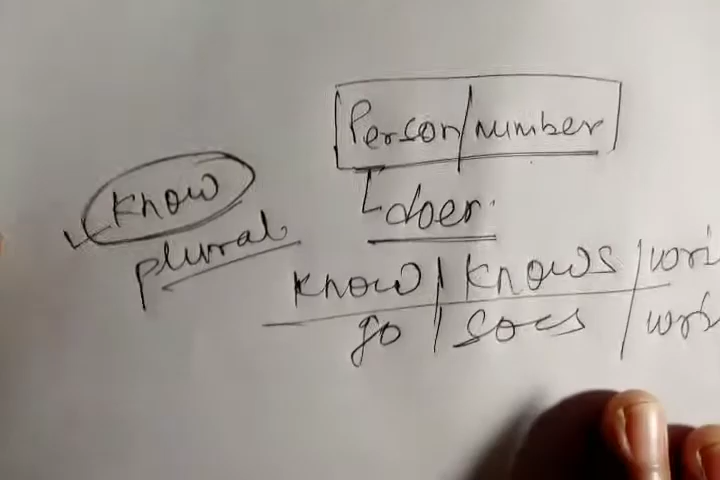 Person/number
know
doer.
plural
know / knows /
go / goes /